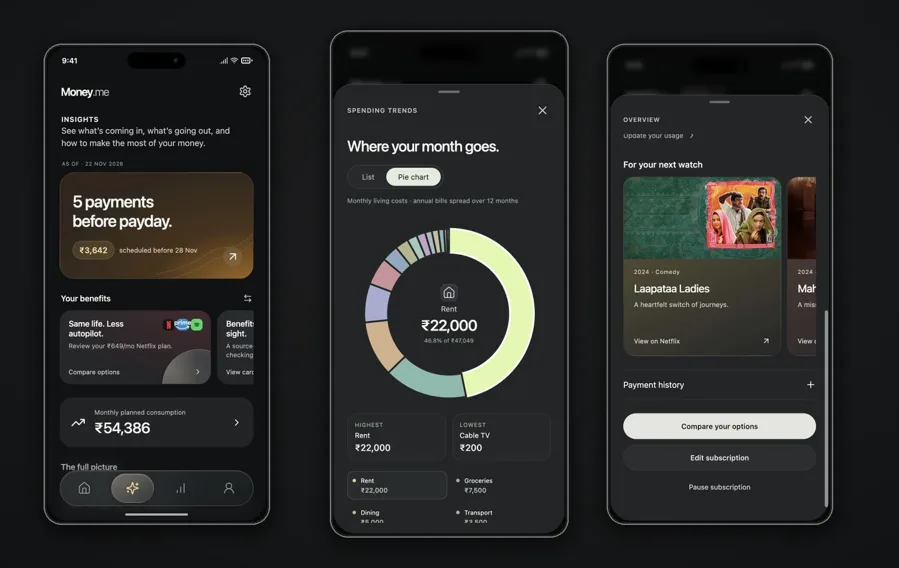 9:41
Money.me
INSIGHTS
See what's coming in, what's going out, and
how to make the most of your money.
AS OF · 22 NOV 2026
5 payments
before payday.
₹3,642 scheduled before 28 Nov
Your benefits
Same life. Less
autopilot.
prime
Review your ₹649/mo Netflix plan.
Compare options
Benefits
sight.
A source
checking
View card
Monthly planned consumption
₹54,386
The full picture
SPENDING TRENDS
Where your month goes.
List
Pie chart
Monthly living costs · annual bills spread over 12 months
Rent
₹22,000
46.8% of ₹47,049
HIGHEST
Rent
₹22,000
LOWEST
Cable TV
₹200
Rent
₹22,000
Groceries
₹7,500
Dining
₹5,000
Transport
₹3,500
OVERVIEW
Update your usage
For your next watch
2024 · Comedy
Laapataa Ladies
A heartfelt switch of journeys.
View on Netflix
2024
Mah
A mis
View o
Payment history
Compare your options
Edit subscription
Pause subscription